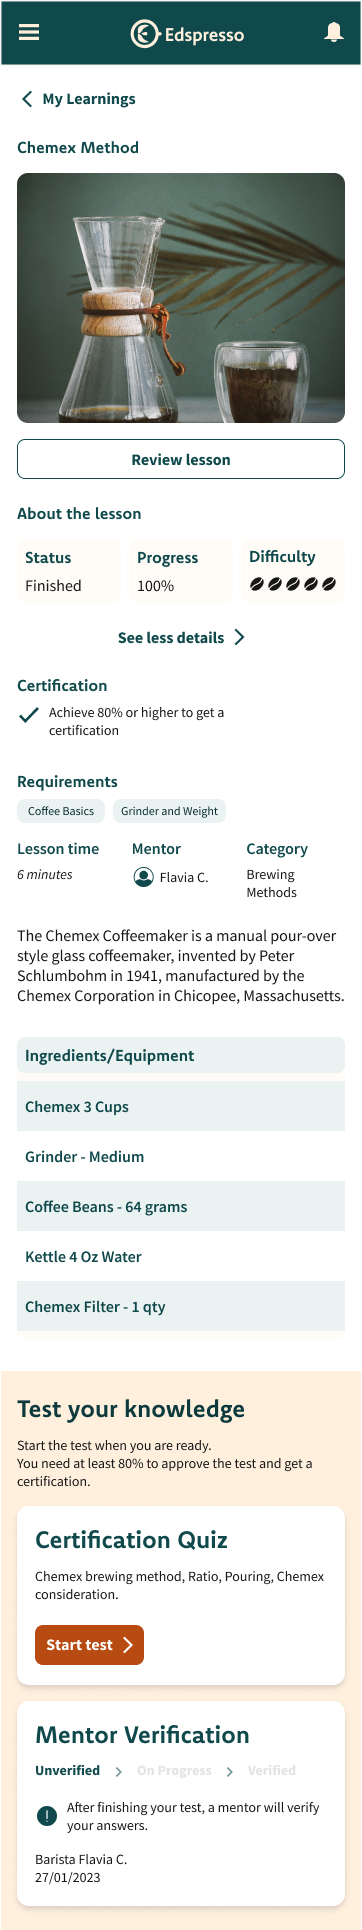 Edspresso
My Learnings
Chemex Method
Review lesson
About the lesson
Status
Finished
Progress
100%
Difficulty
See less details
Certification
Achieve 80% or higher to get a
certification
Requirements
Coffee Basics
Grinder and Weight
Lesson time
6 minutes
Mentor
Flavia C.
Category
Brewing
Methods
The Chemex Coffeemaker is a manual pour-over
style glass coffeemaker, invented by Peter
Schlumbohm in 1941, manufactured by the
Chemex Corporation in Chicopee, Massachusetts.
Ingredients/Equipment
Chemex 3 Cups
Grinder - Medium
Coffee Beans - 64 grams
Kettle 4 Oz Water
Chemex Filter - 1 qty
Test your knowledge
Start the test when you are ready.
You need at least 80% to approve the test and get a
certification.
Certification Quiz
Chemex brewing method, Ratio, Pouring, Chemex
consideration.
Start test
Mentor Verification
Unverified
On Progress
Verified
After finishing your test, a mentor will verify
your answers.
Barista Flavia C.
27/01/2023